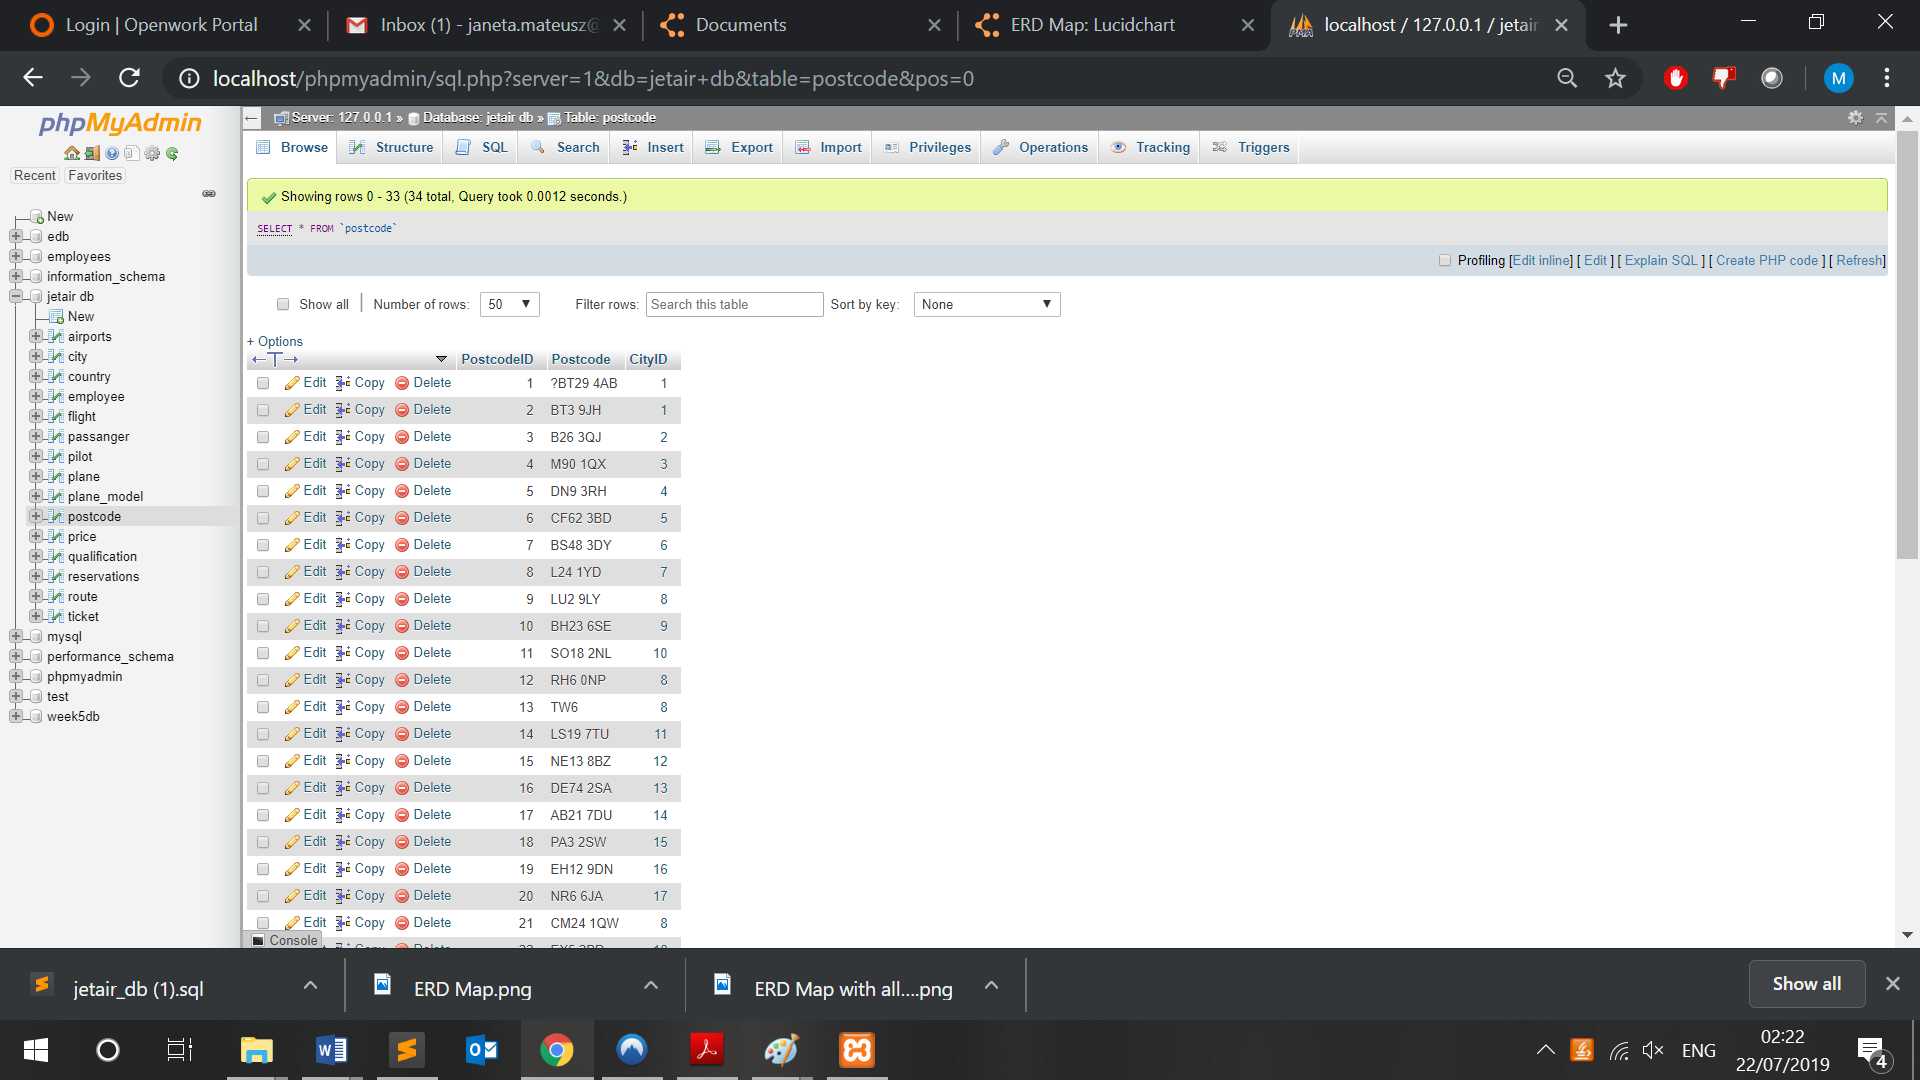 Login | Openwork Portal
Inbox (1) - janeta.mateusz@
Documents
ERD Map: Lucidchart
localhost / 127.0.0.1 / jetair
localhost/phpmyadmin/sql.php?server=1&db=jetair+db&table=postcode&pos=0
M
phpMyAdmin
Recent
Favorites
New
edb
employees
information_schema
jetair db
New
airports
city
country
employee
flight
passanger
pilot
plane
plane_model
postcode
price
qualification
reservations
route
ticket
mysql
performance_schema
phpmyadmin
test
week5db
Server: 127.0.0.1 » Database: jetair db » Table: postcode
Browse Structure SQL Search Insert Export Import Privileges Operations Tracking Triggers
Showing rows 0 - 33 (34 total, Query took 0.0012 seconds.)
SELECT * FROM `postcode`
Profiling [Edit inline] [ Edit ] [ Explain SQL ] [ Create PHP code ] [ Refresh]
Show all | Number of rows: 50 Filter rows: Search this table Sort by key: None
+ Options
←T→ PostcodeID Postcode CityID
Edit Copy Delete 1 ?BT29 4AB 1
Edit Copy Delete 2 BT3 9JH 1
Edit Copy Delete 3 B26 3QJ 2
Edit Copy Delete 4 M90 1QX 3
Edit Copy Delete 5 DN9 3RH 4
Edit Copy Delete 6 CF62 3BD 5
Edit Copy Delete 7 BS48 3DY 6
Edit Copy Delete 8 L24 1YD 7
Edit Copy Delete 9 LU2 9LY 8
Edit Copy Delete 10 BH23 6SE 9
Edit Copy Delete 11 SO18 2NL 10
Edit Copy Delete 12 RH6 0NP 8
Edit Copy Delete 13 TW6 8
Edit Copy Delete 14 LS19 7TU 11
Edit Copy Delete 15 NE13 8BZ 12
Edit Copy Delete 16 DE74 2SA 13
Edit Copy Delete 17 AB21 7DU 14
Edit Copy Delete 18 PA3 2SW 15
Edit Copy Delete 19 EH12 9DN 16
Edit Copy Delete 20 NR6 6JA 17
Edit Copy Delete 21 CM24 1QW 8
Console
jetair_db (1).sql
ERD Map.png
ERD Map with all....png
Show all
ENG
02:22
22/07/2019
4